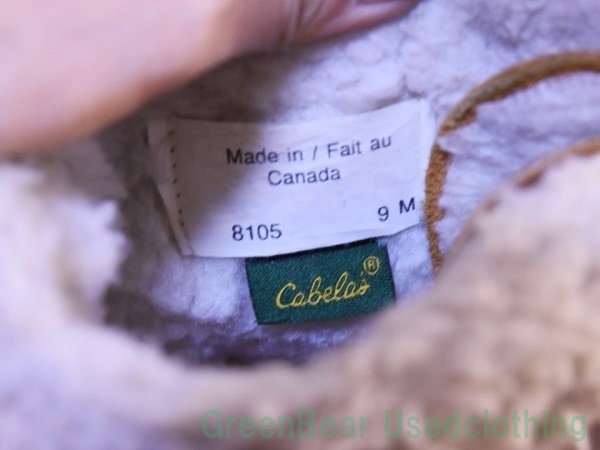 Made in / Fait au
Canada
8105 9 M
Cabela's®
GreenBear Usedclothing